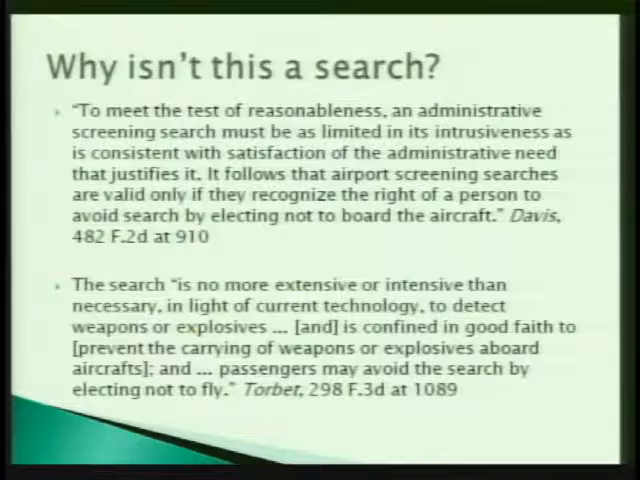 Why isn't this a search?
"To meet the test of reasonableness, an administrative
screening search must be as limited in its intrusiveness as
is consistent with satisfaction of the administrative need
that justifies it. It follows that airport screening searches
are valid only if they recognize the right of a person to
avoid search by electing not to board the aircraft." Davis,
482 F.2d at 910
The search "is no more extensive or intensive than
necessary, in light of current technology, to detect
weapons or explosives ... [and] is confined in good faith to
[prevent the carrying of weapons or explosives aboard
aircrafts]; and ... passengers may avoid the search by
electing not to fly." Torbet, 298 F.3d at 1089